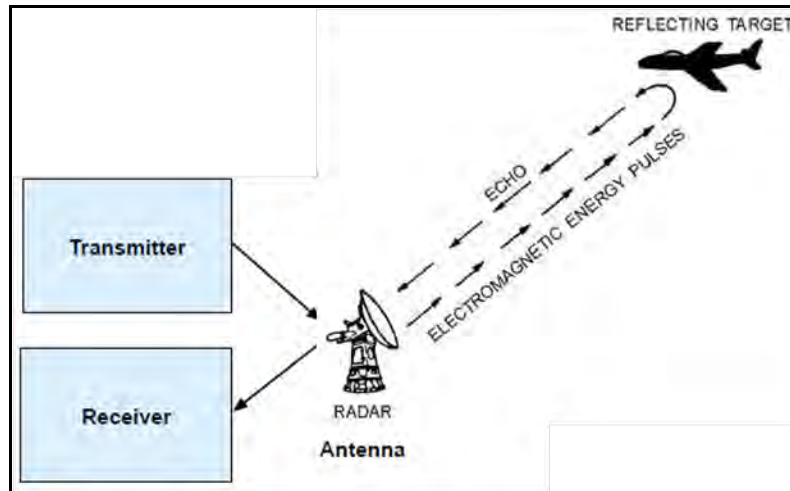 REFLECTING TARGET
ECHO
ELECTROMAGNETIC ENERGY PULSES
Transmitter
Receiver
RADAR
Antenna